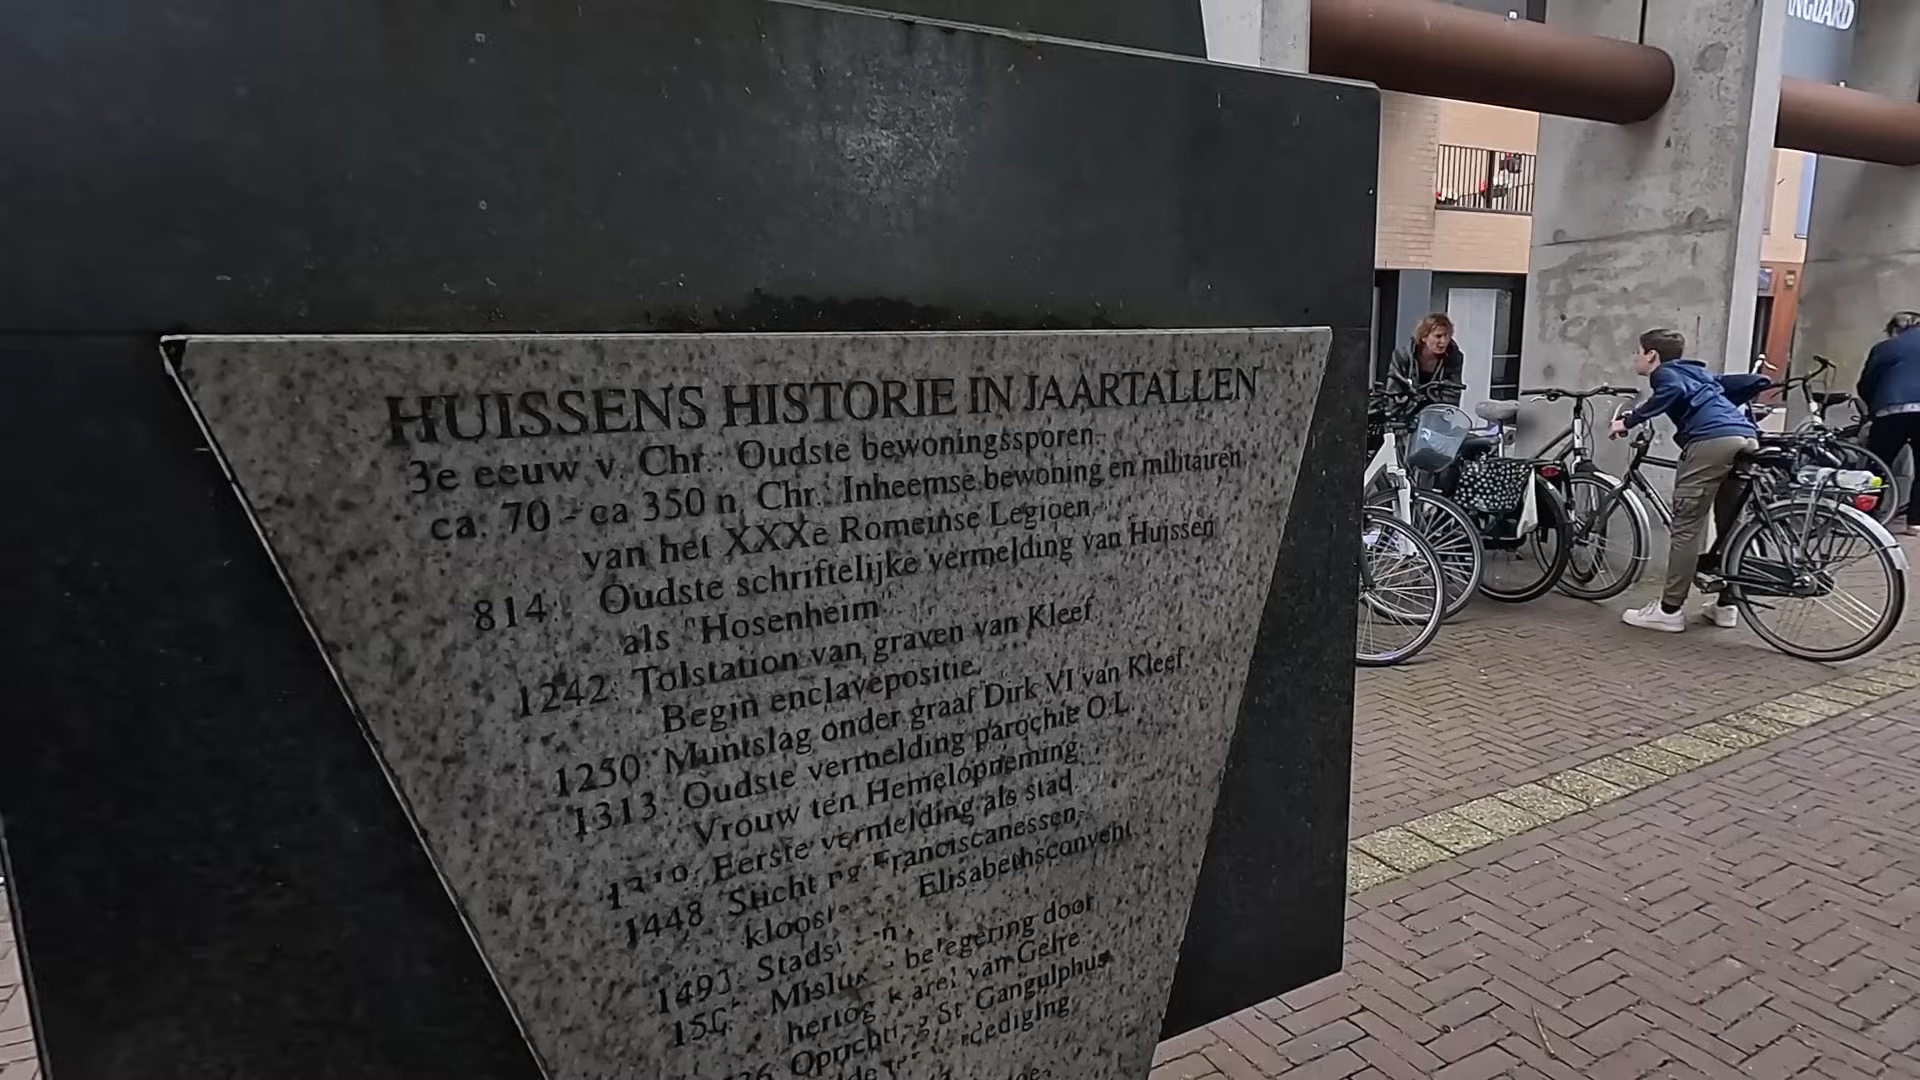 HUISSENS HISTORIE IN JAARTALLEN
3e eeuw v. Chr.: Oudste bewoningssporen.
ca. 70 - ca 350 n. Chr.: Inheemse bewoning en militairen
van het XXXe Romeinse Legioen.
814: Oudste schriftelijke vermelding van Huissen
als "Hosenheim"
1242: Tolstation van graven van Kleef.
Begin enclavepositie.
1250: Muntslag onder graaf Dirk VI van Kleef.
1313: Oudste vermelding parochie O.L.
Vrouw ten Hemelopneming.
Eerste vermelding als stad.
1448: Franciscanessen-
Elisabethsconvent.
door
hertog Karel van Gelre
St Gangulphus